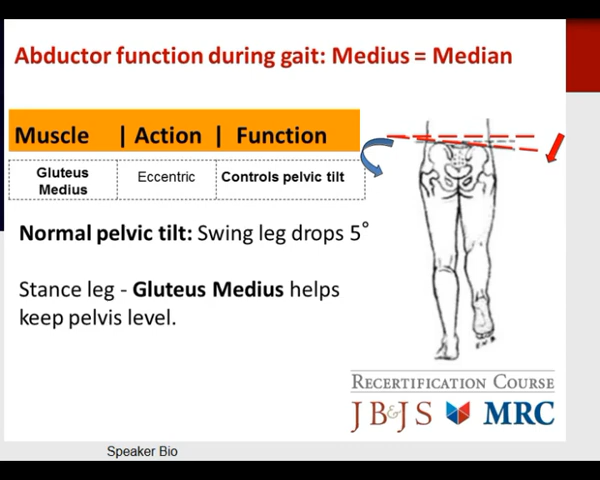 Abductor function during gait: Medius = Median
Muscle | Action | Function
Gluteus Medius Eccentric Controls pelvic tilt
Normal pelvic tilt: Swing leg drops 5°
Stance leg - Gluteus Medius helps
keep pelvis level.
RECERTIFICATION COURSE
JB&JS MRC
Speaker Bio